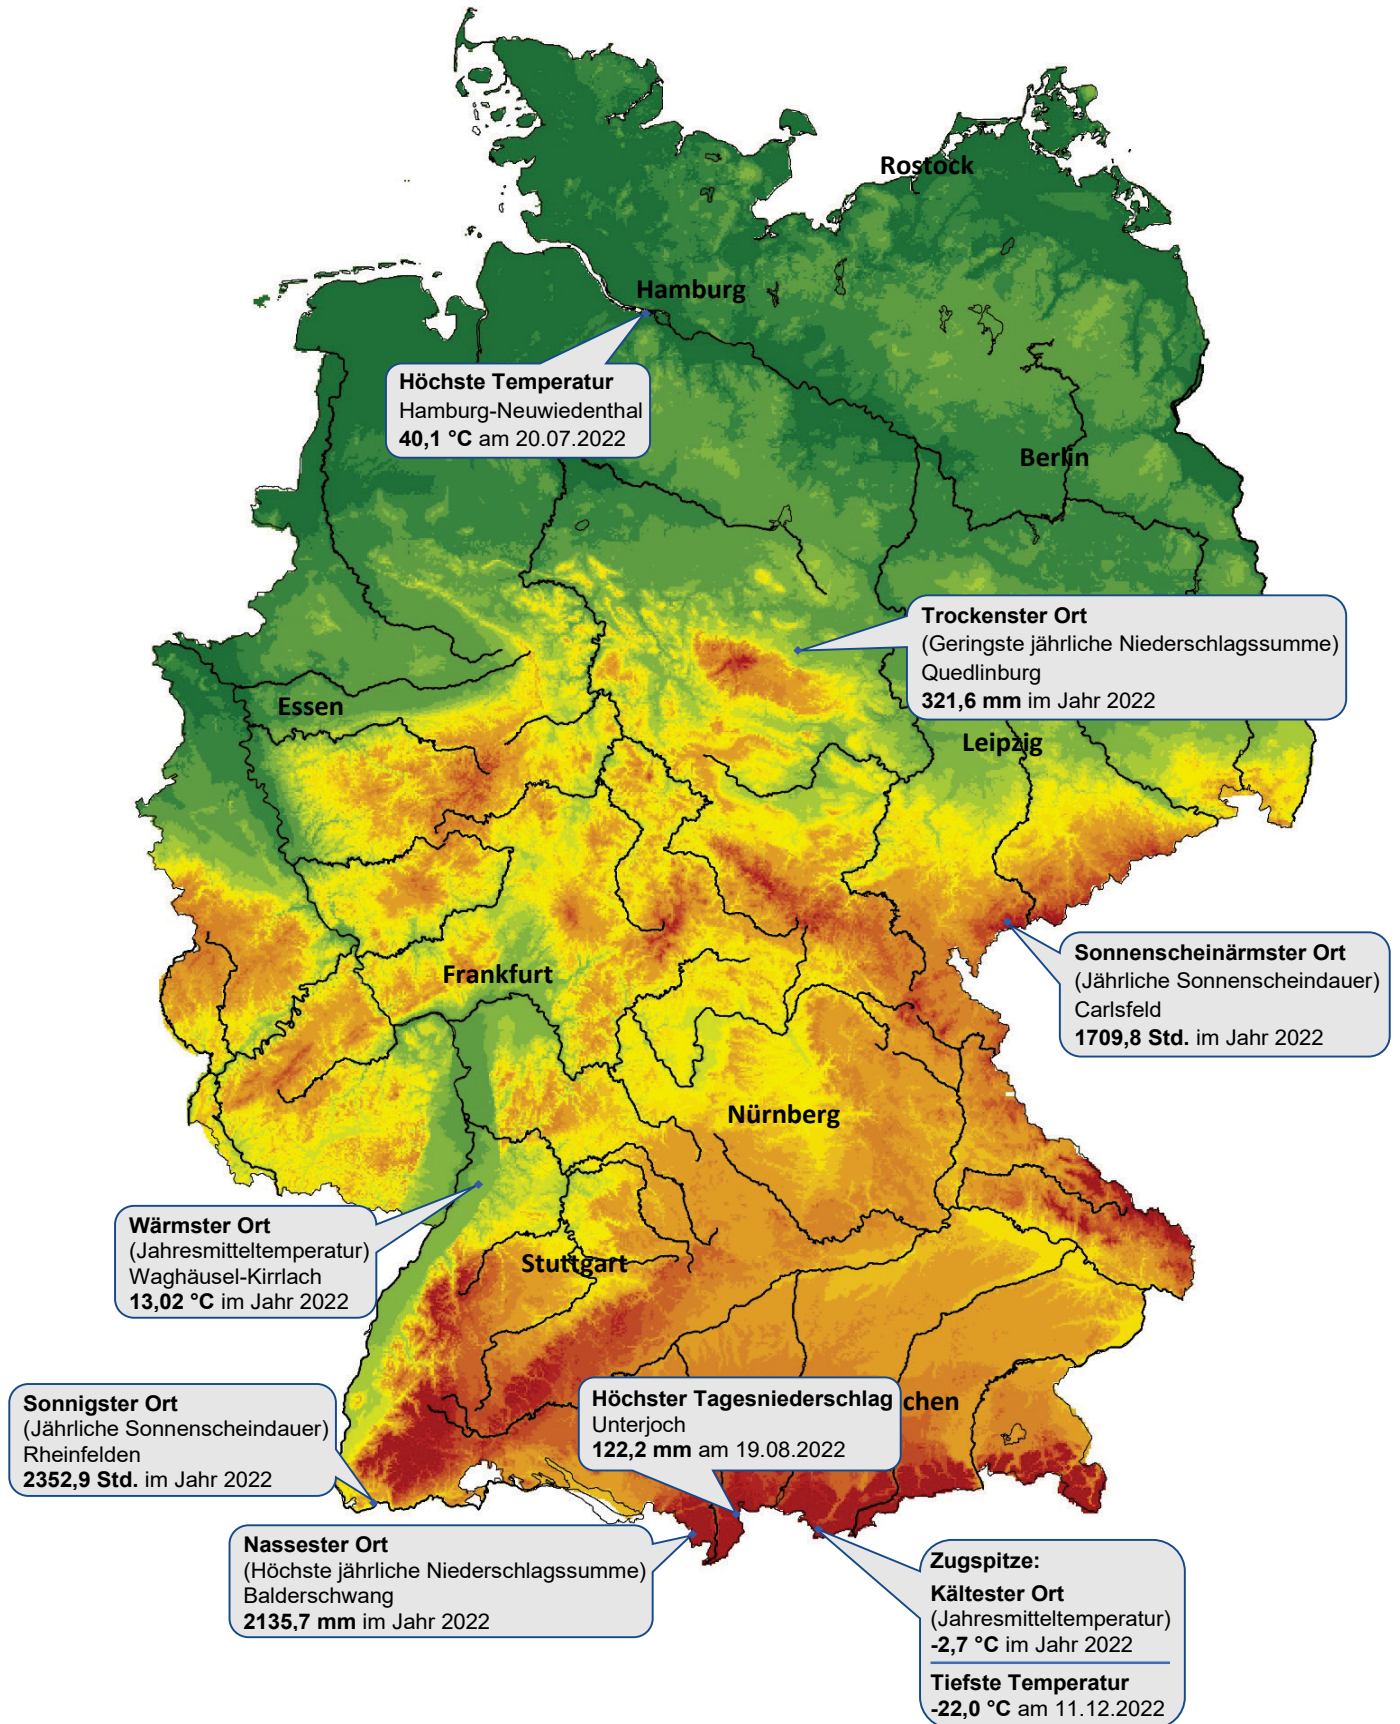 Rostock
Hamburg
Höchste Temperatur
Hamburg-Neuwiedenthal
40,1 °C am 20.07.2022
Berlin
Trockenster Ort
(Geringste jährliche Niederschlagssumme)
Quedlinburg
321,6 mm im Jahr 2022
Essen
Leipzig
Sonnenscheinärmster Ort
(Jährliche Sonnenscheindauer)
Carlsfeld
1709,8 Std. im Jahr 2022
Frankfurt
Nürnberg
Wärmster Ort
(Jahresmitteltemperatur)
Waghäusel-Kirrlach
13,02 °C im Jahr 2022
Stuttgart
Sonnigster Ort
(Jährliche Sonnenscheindauer)
Rheinfelden
2352,9 Std. im Jahr 2022
Höchster Tagesniederschlag
Unterjoch
122,2 mm am 19.08.2022
chen
Nassester Ort
(Höchste jährliche Niederschlagssumme)
Balderschwang
2135,7 mm im Jahr 2022
Zugspitze:
Kältester Ort
(Jahresmitteltemperatur)
-2,7 °C im Jahr 2022
Tiefste Temperatur
-22,0 °C am 11.12.2022